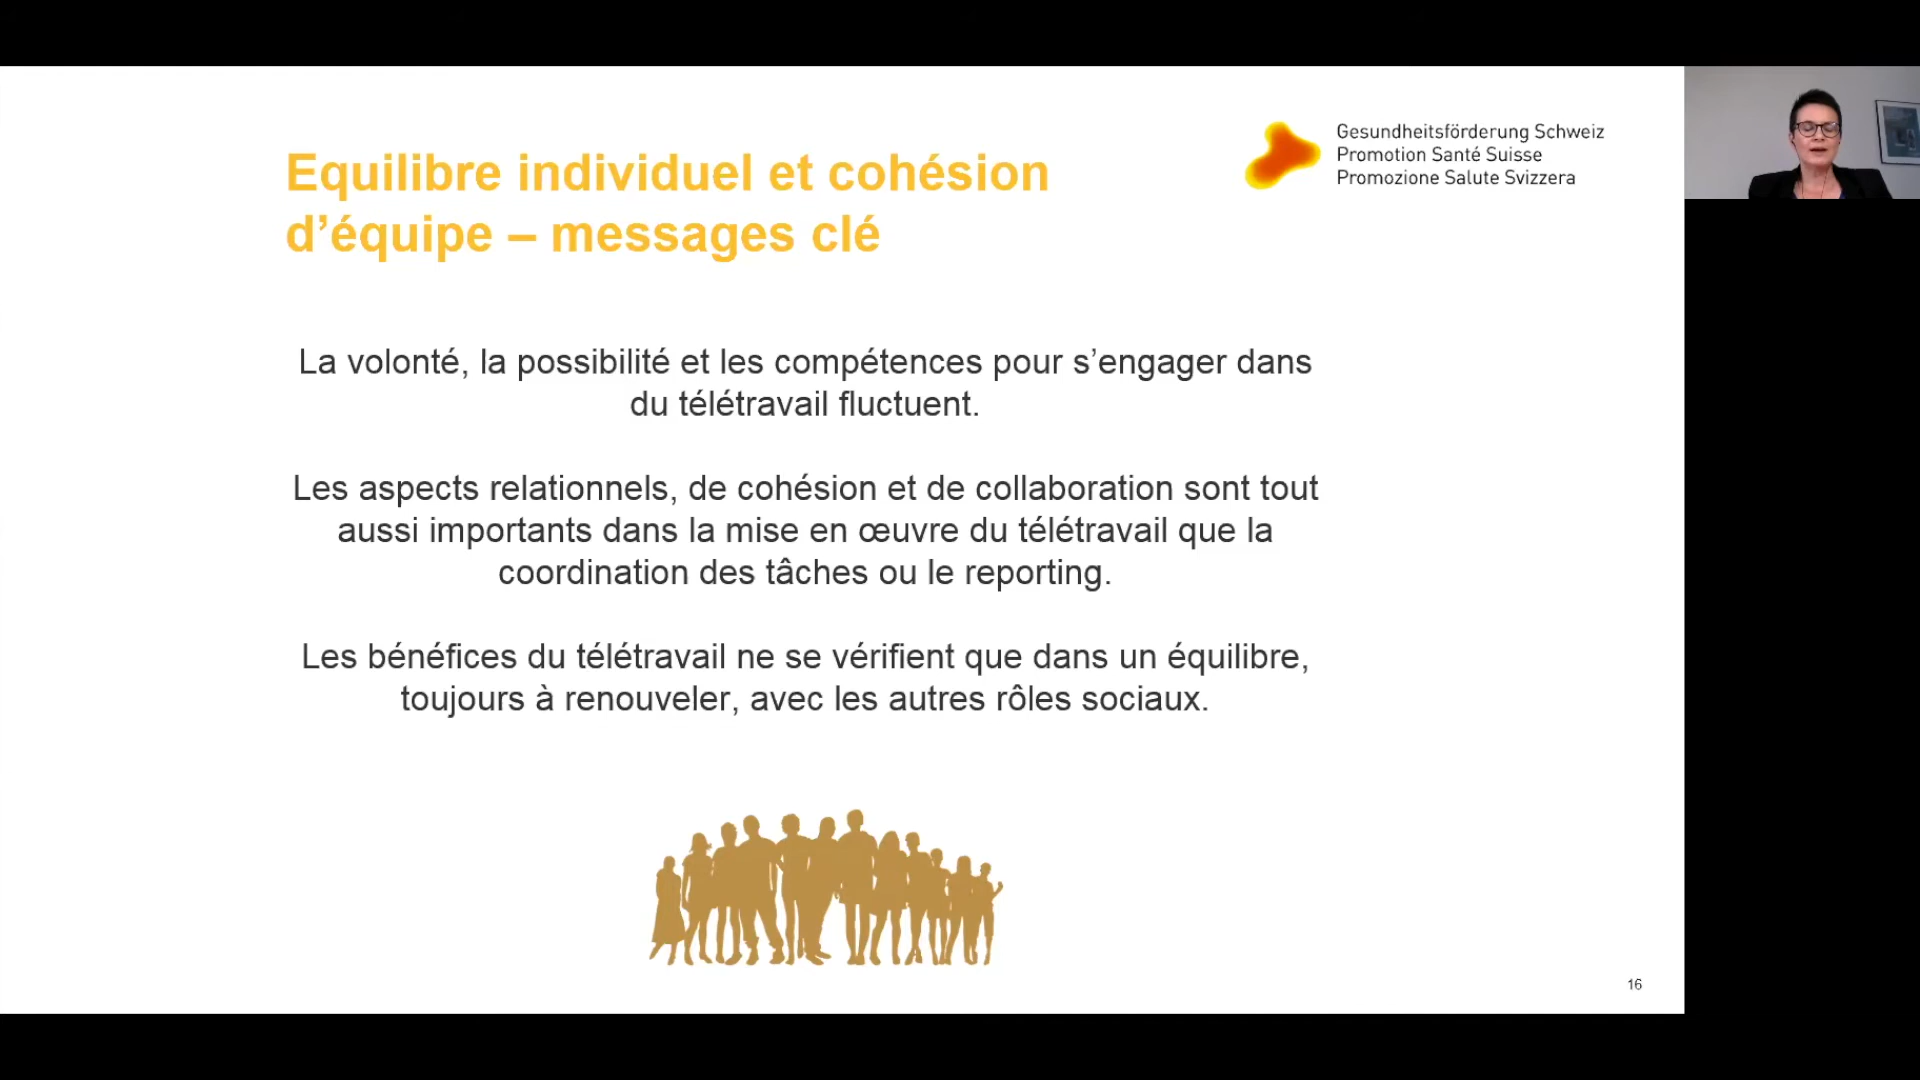 Equilibre individuel et cohésion
d’équipe – messages clé
Gesundheitsförderung Schweiz
Promotion Santé Suisse
Promozione Salute Svizzera
La volonté, la possibilité et les compétences pour s’engager dans
du télétravail fluctuent.
Les aspects relationnels, de cohésion et de collaboration sont tout
aussi importants dans la mise en œuvre du télétravail que la
coordination des tâches ou le reporting.
Les bénéfices du télétravail ne se vérifient que dans un équilibre,
toujours à renouveler, avec les autres rôles sociaux.
16